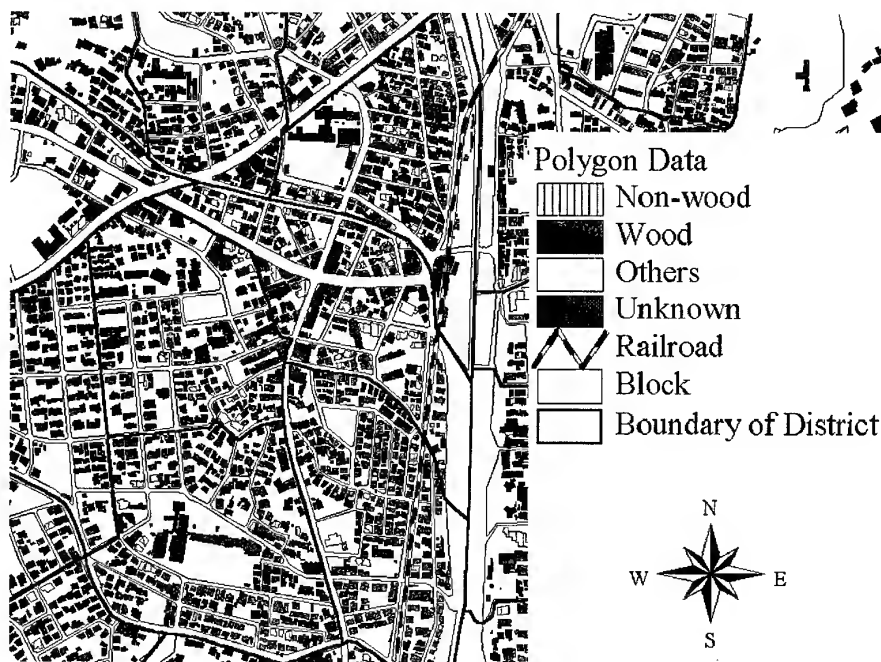 Polygon Data
Non-wood
Wood
Others
Unknown
Railroad
Block
Boundary of District
N
W E
S